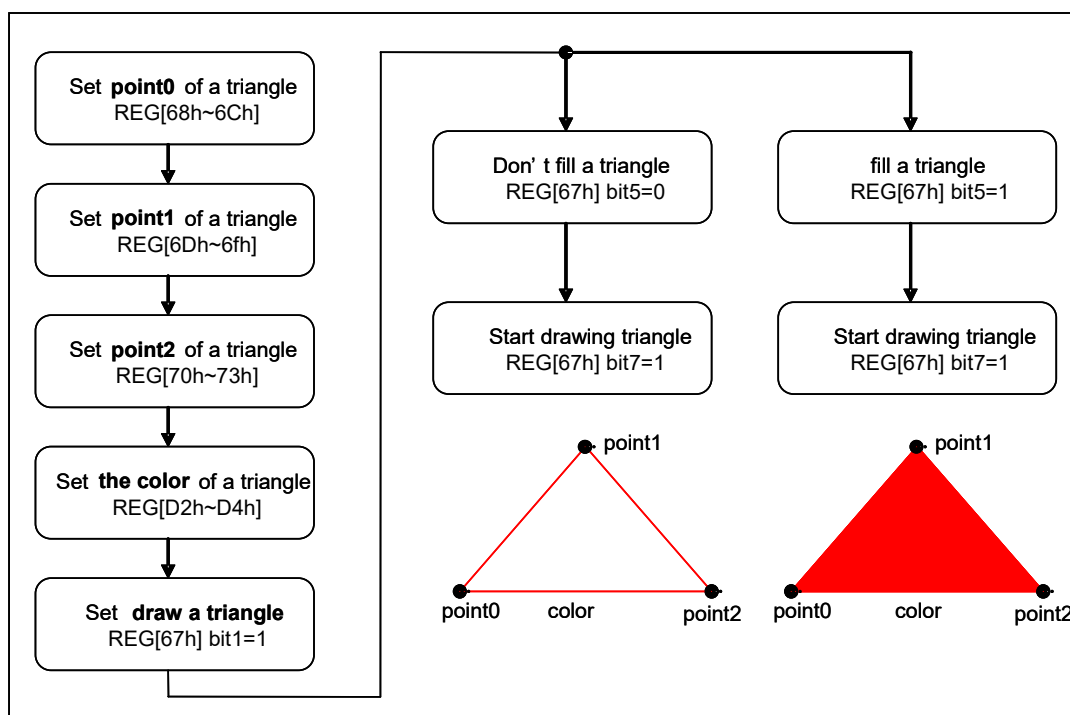 Set point0 of a triangle
REG[68h~6Ch]
Set point1 of a triangle
REG[6Dh~6fh]
Set point2 of a triangle
REG[70h~73h]
Set the color of a triangle
REG[D2h~D4h]
Set draw a triangle
REG[67h] bit1=1
Don’ t fill a triangle
REG[67h] bit5=0
Start drawing triangle
REG[67h] bit7=1
fill a triangle
REG[67h] bit5=1
Start drawing triangle
REG[67h] bit7=1
point1
point0
color
point2
point1
point0
color
point2